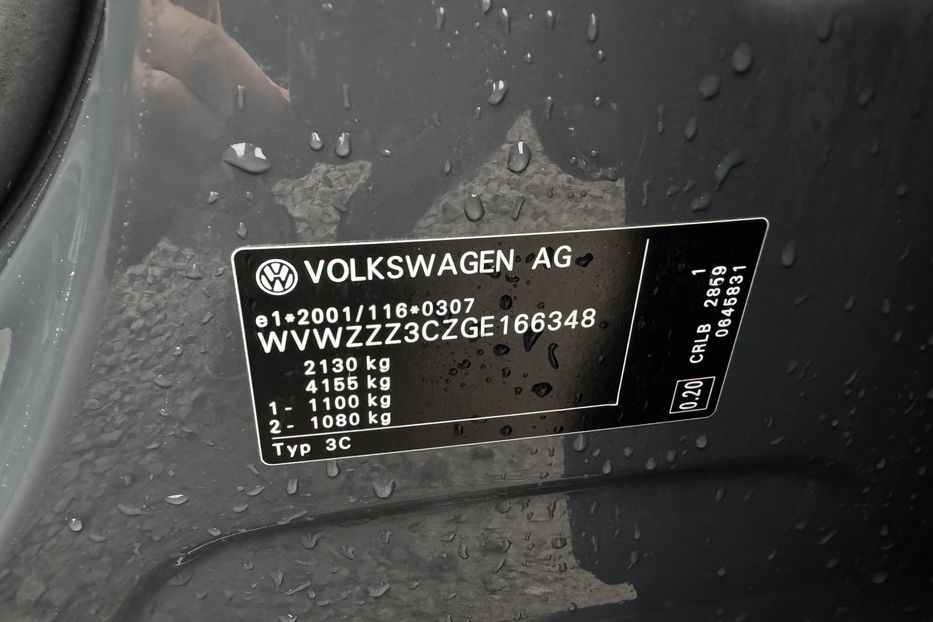 VOLKSWAGEN AG
e1*2001/116*0307
WVWZZZ3CZGE166348
2130 kg
4155 kg
1- 1100 kg
2- 1080 kg
Typ 3C
1
CRLB 2859
0645831
0.20